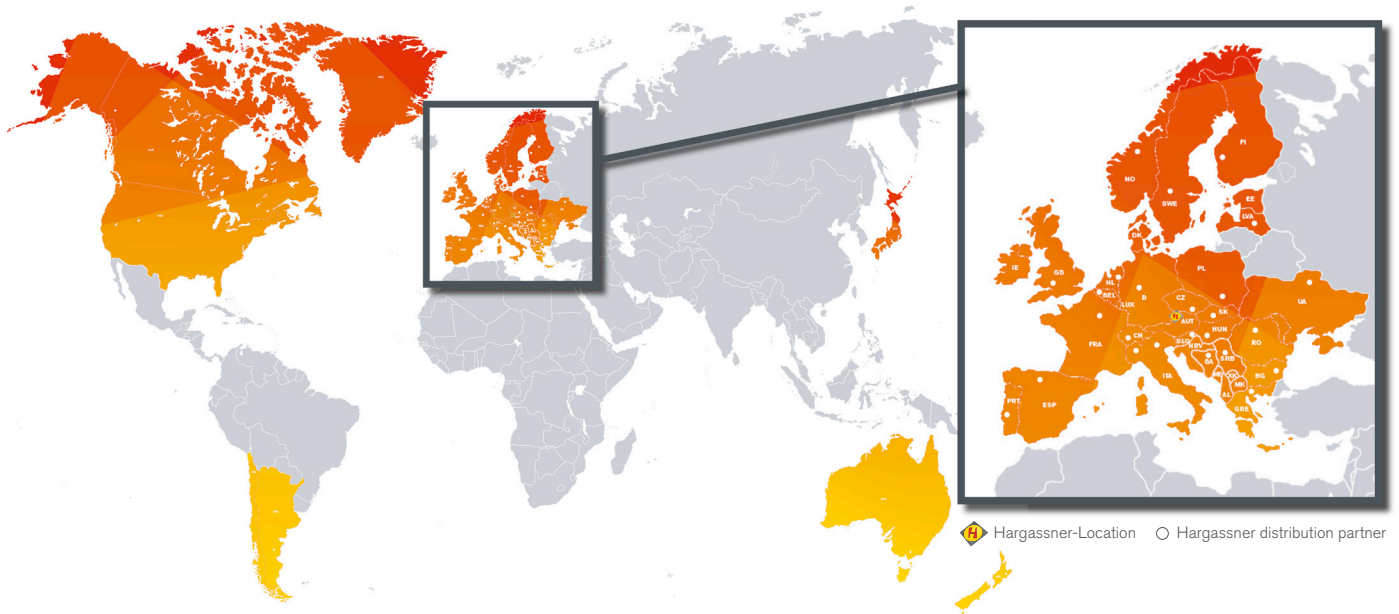 NO
SWE
FI
EE
LVA
DK
IE
GB
NL
BEL
LUX
D
PL
CZ
SK
UA
AUT
HUN
FRA
CH
SLO
HRV
RO
BA
SRB
ITA
BG
MK
AL
GRE
PRT
ESP
H Hargassner-Location Hargassner distribution partner